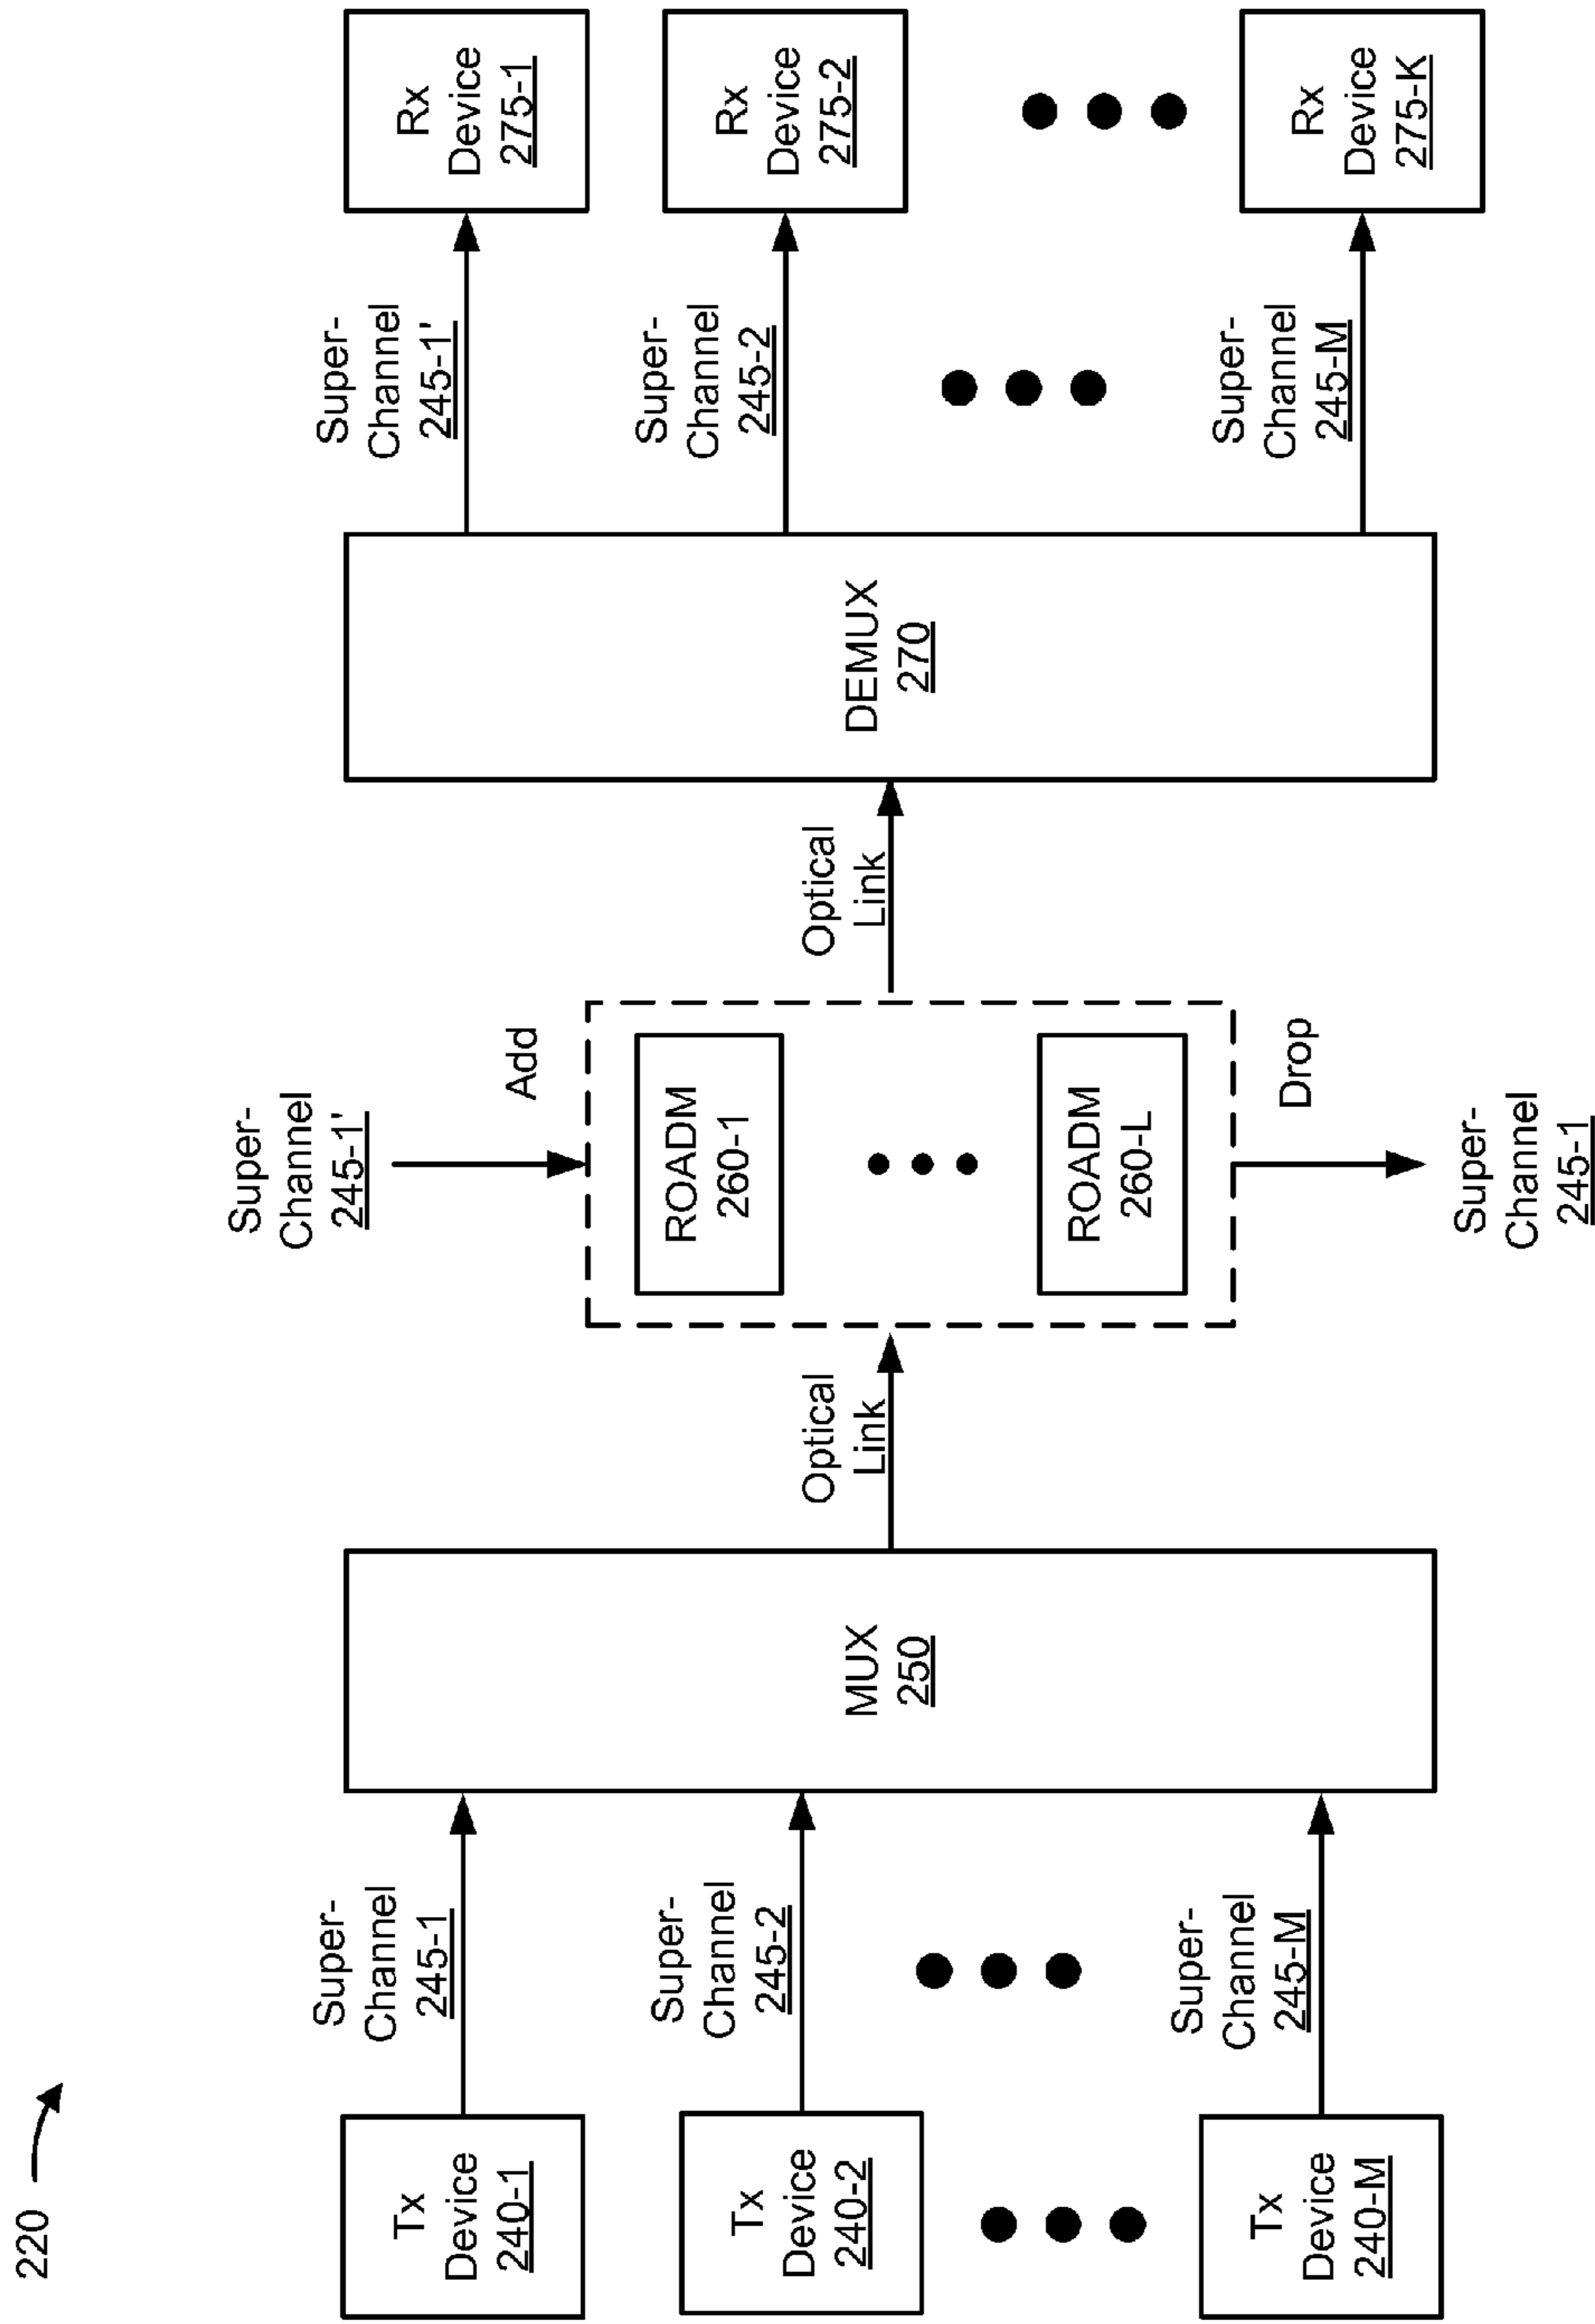 220
Tx
Device
240-1
Tx
Device
240-2
Tx
Device
240-M
Super-
Channel
245-1
Super-
Channel
245-2
Super-
Channel
245-M
MUX
250
Optical
Link
Super-
Channel
245-1'
Add
ROADM
260-1
ROADM
260-L
Drop
Super-
Channel
245-1
Optical
Link
DEMUX
270
Super-
Channel
245-1'
Super-
Channel
245-2
Super-
Channel
245-M
Rx
Device
275-1
Rx
Device
275-2
Rx
Device
275-K